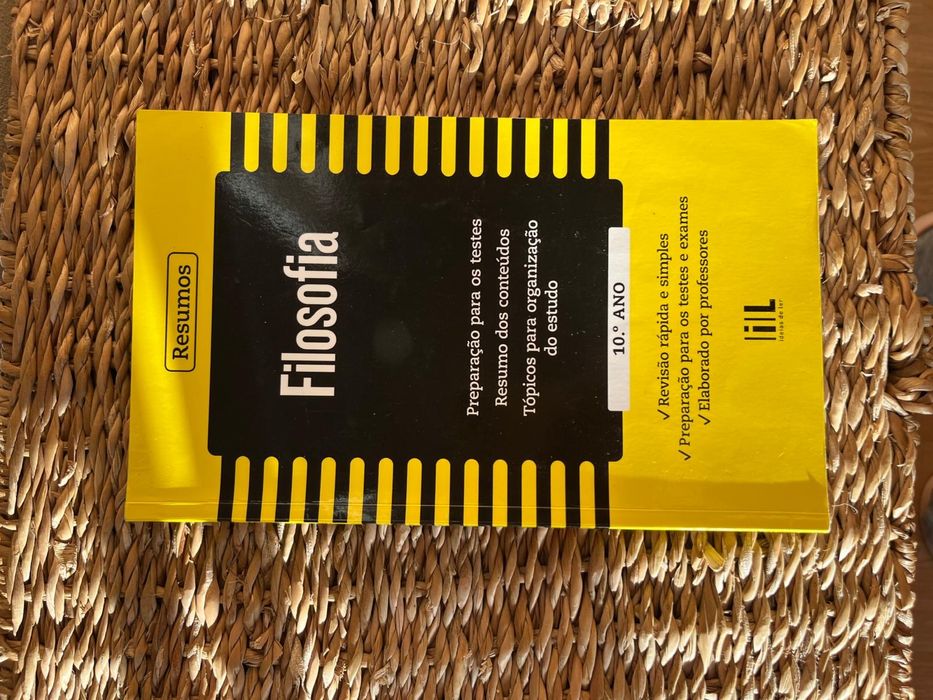 Resumos
Filosofia
Preparação para os testes
Resumo dos conteúdos
Tópicos para organização
do estudo
10.º ANO
✓ Revisão rápida e simples
✓ Preparação para os testes e exames
✓ Elaborado por professores
ideias de ler